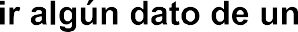 ir algún dato de un